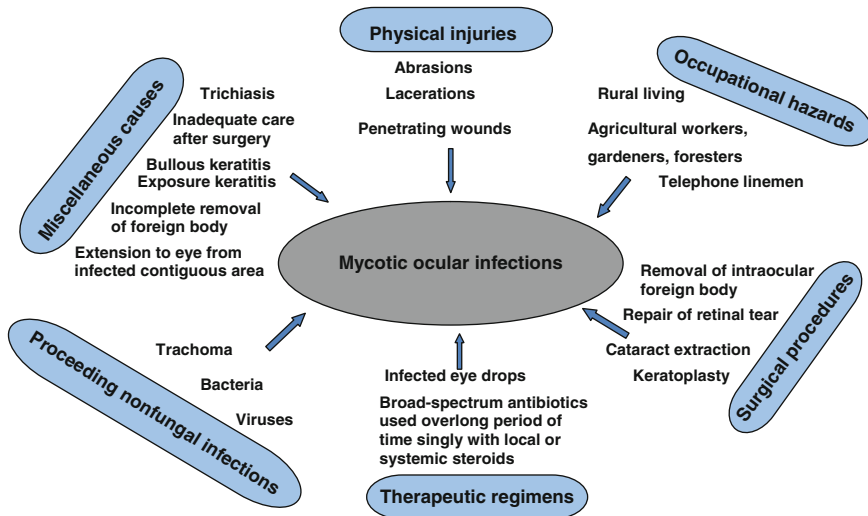 Physical injuries
Abrasions
Lacerations
Penetrating wounds
Occupational hazards
Rural living
Agricultural workers,
gardeners, foresters
Telephone linemen
Surgical procedures
Removal of intraocular
foreign body
Repair of retinal tear
Cataract extraction
Keratoplasty
Therapeutic regimens
Infected eye drops
Broad-spectrum antibiotics
used overlong period of
time singly with local or
systemic steroids
Proceeding nonfungal infections
Trachoma
Bacteria
Viruses
Miscellaneous causes
Trichiasis
Inadequate care
after surgery
Bullous keratitis
Exposure keratitis
Incomplete removal
of foreign body
Extension to eye from
infected contiguous area
Mycotic ocular infections